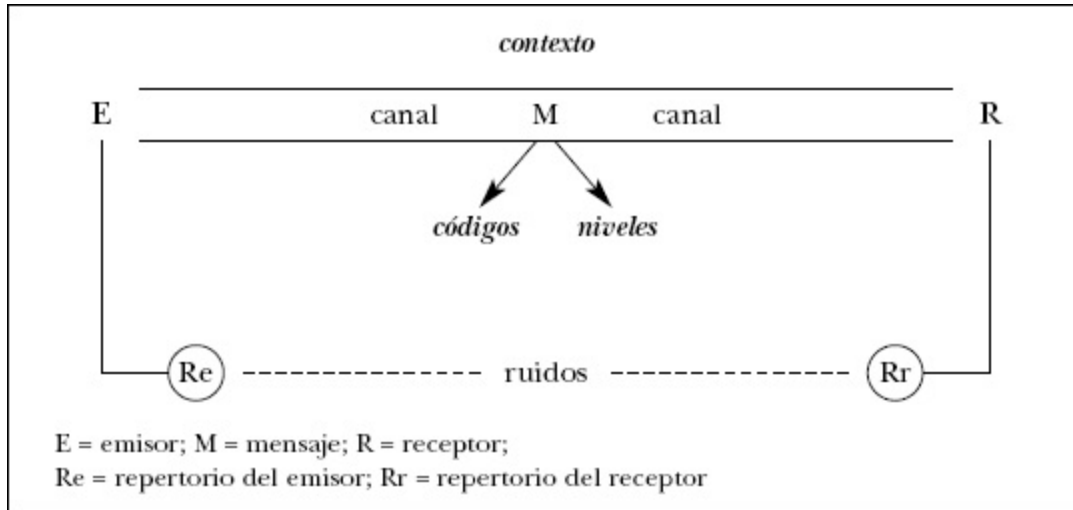 contexto
E canal M canal R
códigos niveles
Re ruidos Rr
E = emisor; M = mensaje; R = receptor;
Re = repertorio del emisor; Rr = repertorio del receptor